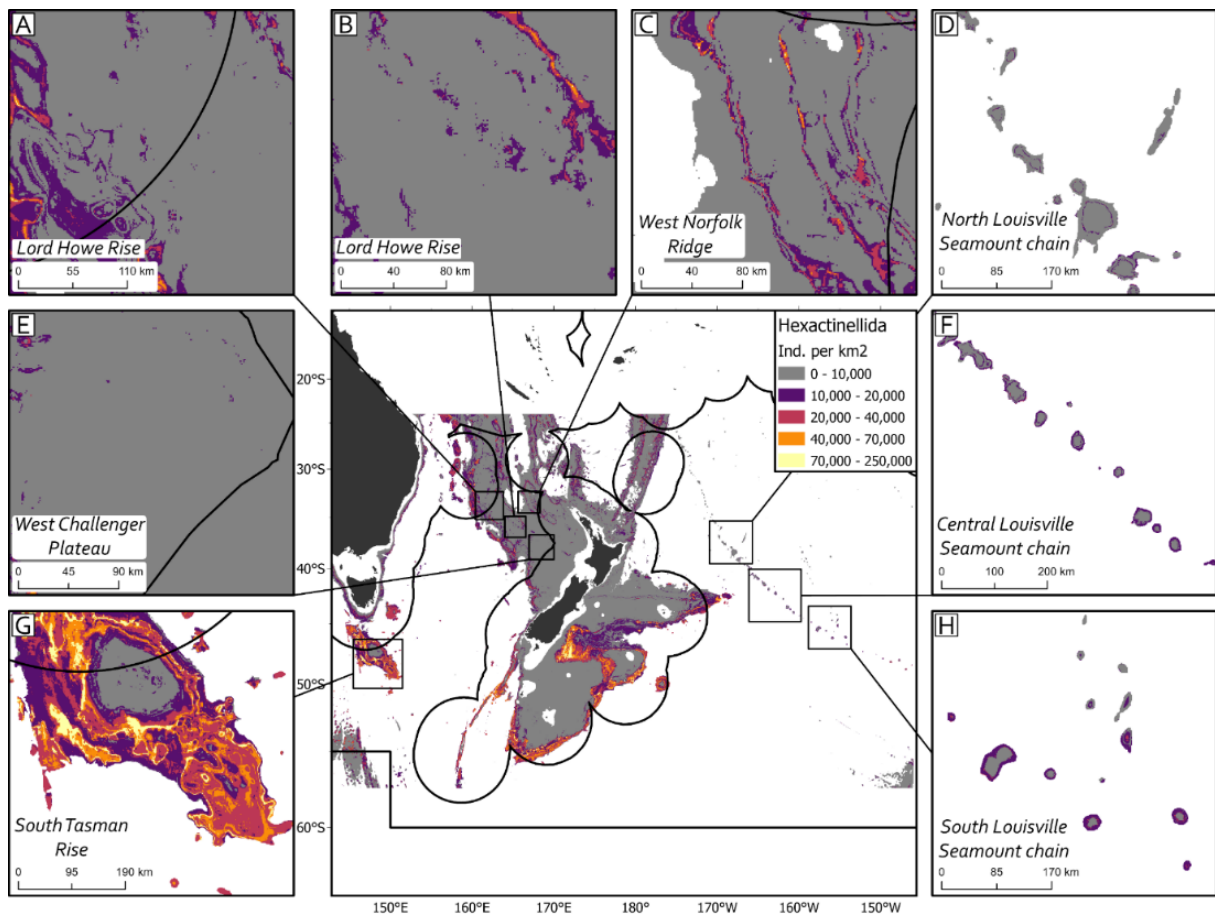 A
Lord Howe Rise
0 55 110 km
B
Lord Howe Rise
0 40 80 km
C
West Norfolk
Ridge
0 40 80 km
D
North Louisville
Seamount chain
0 85 170 km
E
West Challenger
Plateau
0 45 90 km
Hexactinellida
Ind. per km2
0 - 10,000
10,000 - 20,000
20,000 - 40,000
40,000 - 70,000
70,000 - 250,000
20°S
30°S
40°S
50°S
60°S
150°E
160°E
170°E
180°
170°W
160°W
150°W
F
Central Louisville
Seamount chain
0 100 200 km
G
South Tasman
Rise
0 95 190 km
H
South Louisville
Seamount chain
0 85 170 km